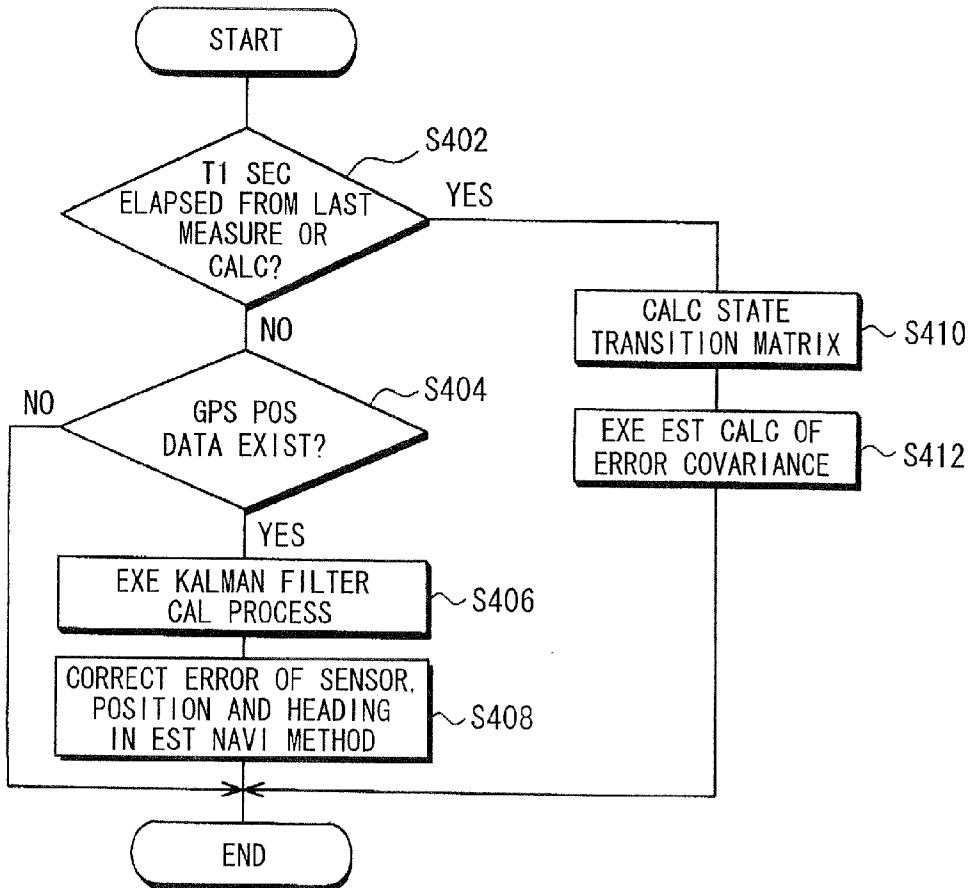 START
S402
T1 SEC
ELAPSED FROM LAST
MEASURE OR
CALC?
YES
NO
CALC STATE
TRANSITION MATRIX
S410
S404
NO
GPS POS
DATA EXIST?
EXE EST CALC OF
ERROR COVARIANCE
S412
YES
EXE KALMAN FILTER
CAL PROCESS
S406
CORRECT ERROR OF SENSOR,
POSITION AND HEADING
IN EST NAVI METHOD
S408
END